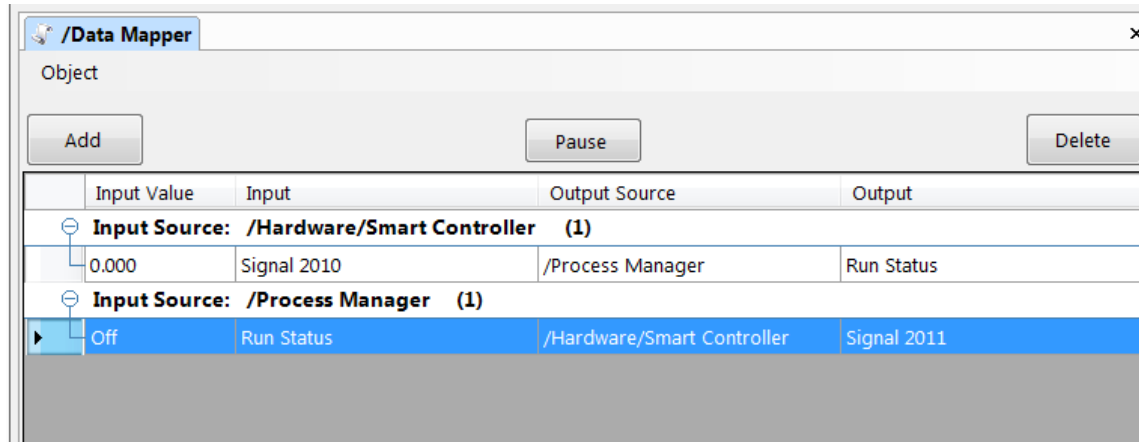 /Data Mapper
Object
Add Pause Delete
Input Value Input Output Source Output
Input Source: /Hardware/Smart Controller (1)
0.000 Signal 2010 /Process Manager Run Status
Input Source: /Process Manager (1)
Off Run Status /Hardware/Smart Controller Signal 2011